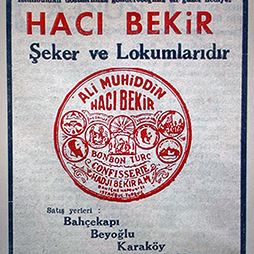 HACI BEKİR
Şeker ve Lokumlarıdır
ALİ MUHİDDİN
HACI BEKİR
BONBON TURC
CONFISSERIE
HADJI BEKIR A.M
Satış yerleri :
Bahçekapı
Beyoğlu
Karaköy